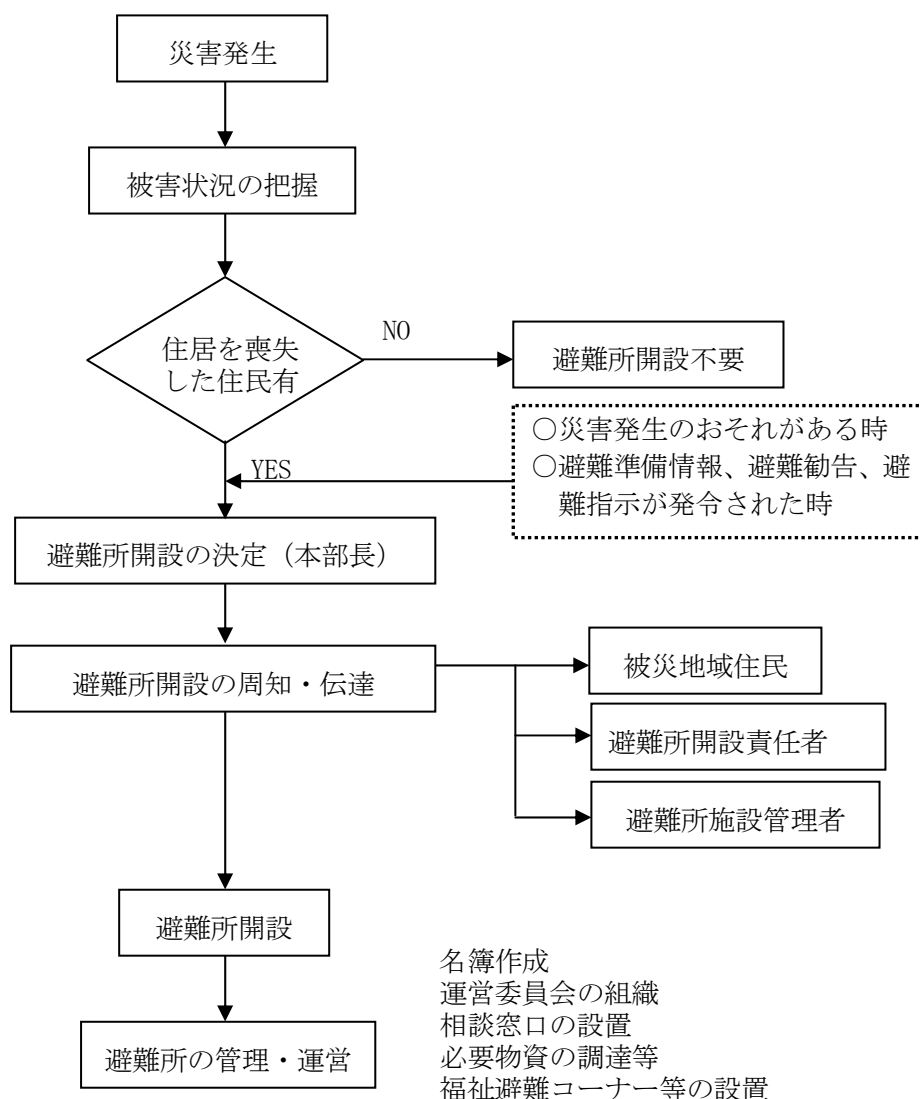 災害発生
被害状況の把握
住居を喪失
した住民有
NO
避難所開設不要
○災害発生のおそれがある時
○避難準備情報、避難勧告、避
難指示が発令された時
YES
避難所開設の決定（本部長）
避難所開設の周知・伝達
被災地域住民
避難所開設責任者
避難所施設管理者
避難所開設
避難所の管理・運営
名簿作成
運営委員会の組織
相談窓口の設置
必要物資の調達等
福祉避難コーナー等の設置